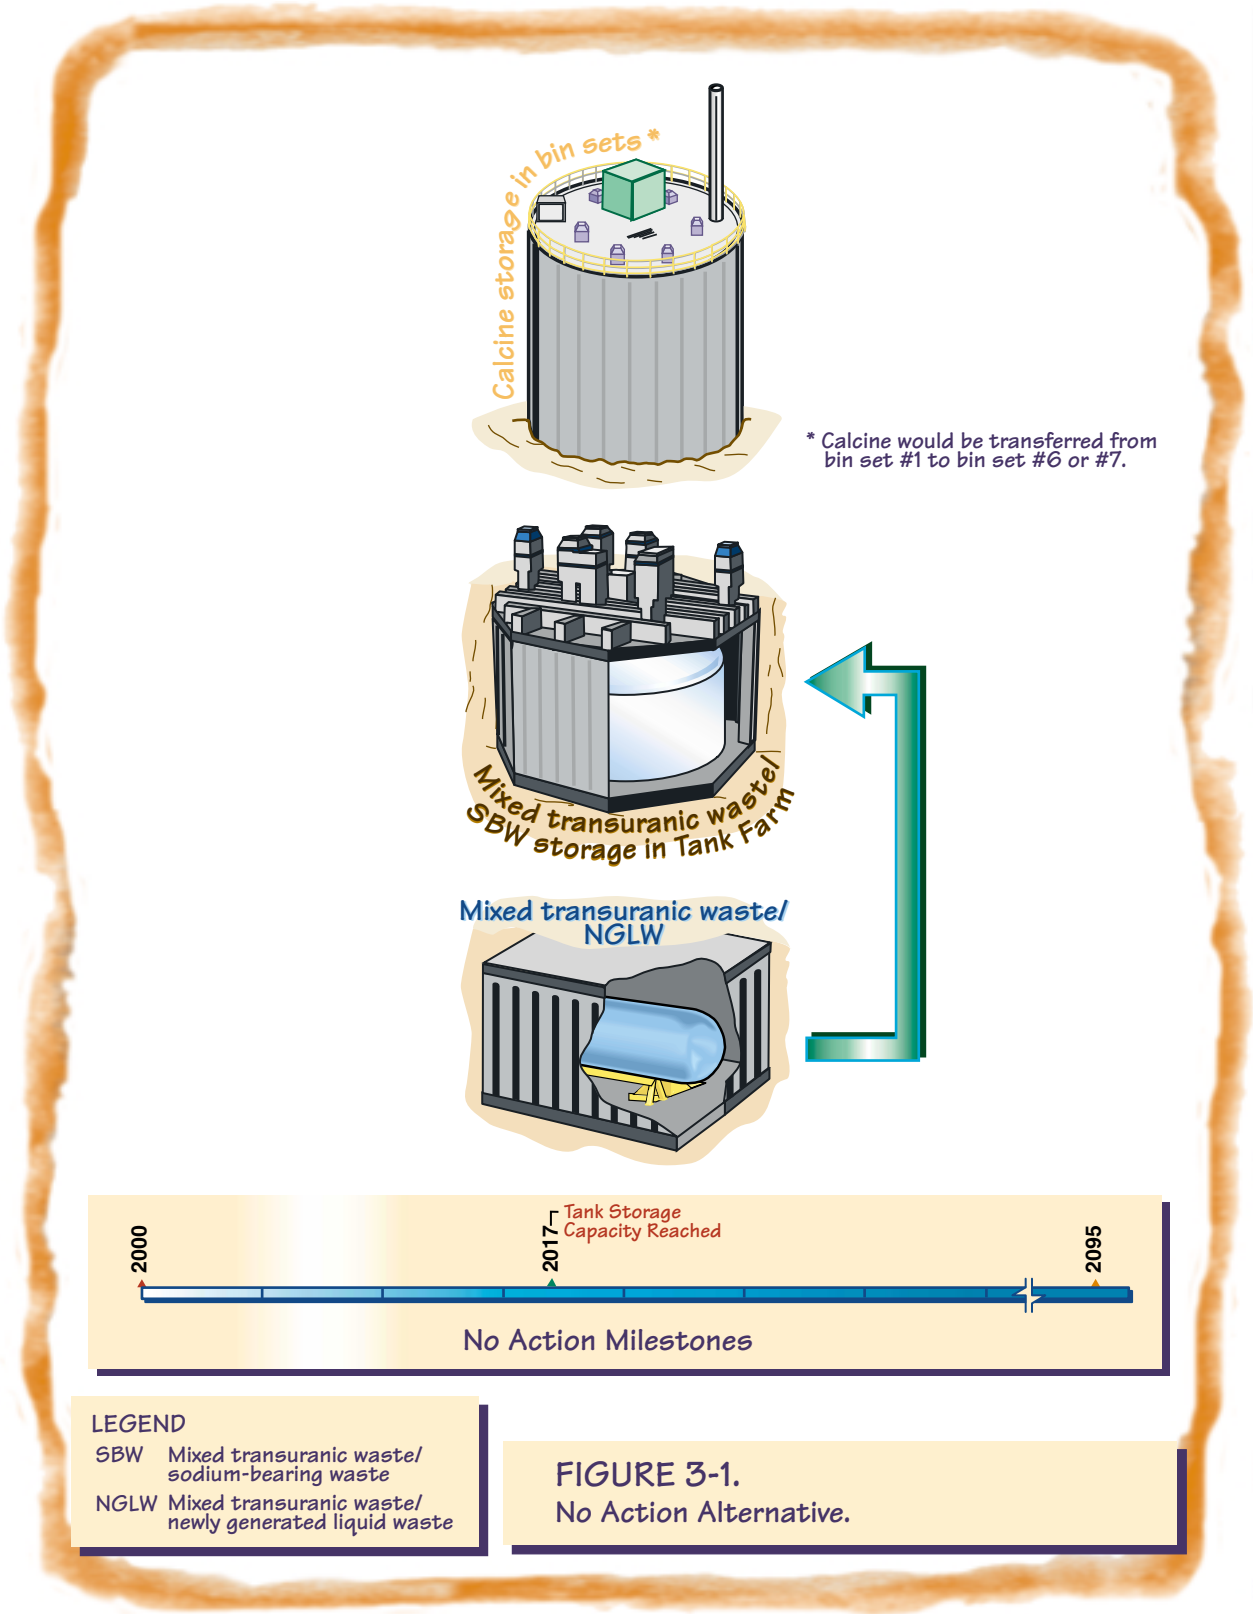 Calcine storage in bin sets *
* Calcine would be transferred from
bin set #1 to bin set #6 or #7.
Mixed transuranic waste/
SBW storage in Tank Farm
Mixed transuranic waste/
NGLW
Tank Storage
Capacity Reached
2000
2017
2095
No Action Milestones
LEGEND
SBW Mixed transuranic waste/
sodium-bearing waste
NGLW Mixed transuranic waste/
newly generated liquid waste
FIGURE 3-1.
No Action Alternative.